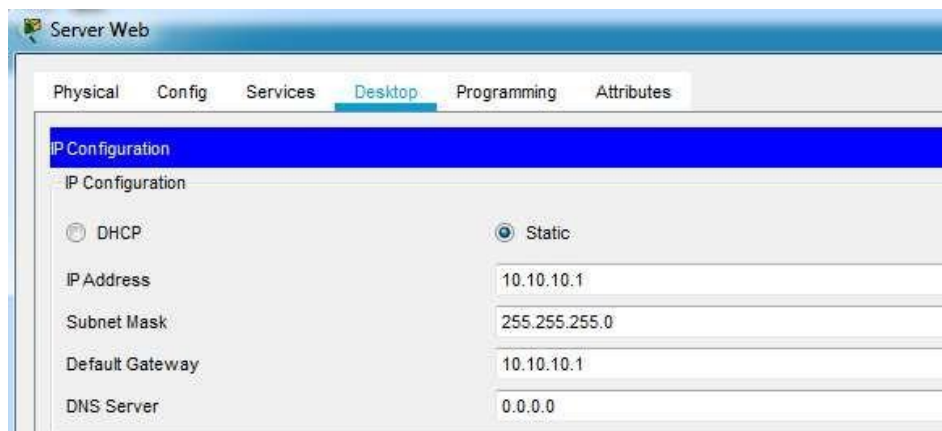 Server Web
Physical Config Services Desktop Programming Attributes
IP Configuration
IP Configuration
DHCP Static
IP Address 10.10.10.1
Subnet Mask 255.255.255.0
Default Gateway 10.10.10.1
DNS Server 0.0.0.0